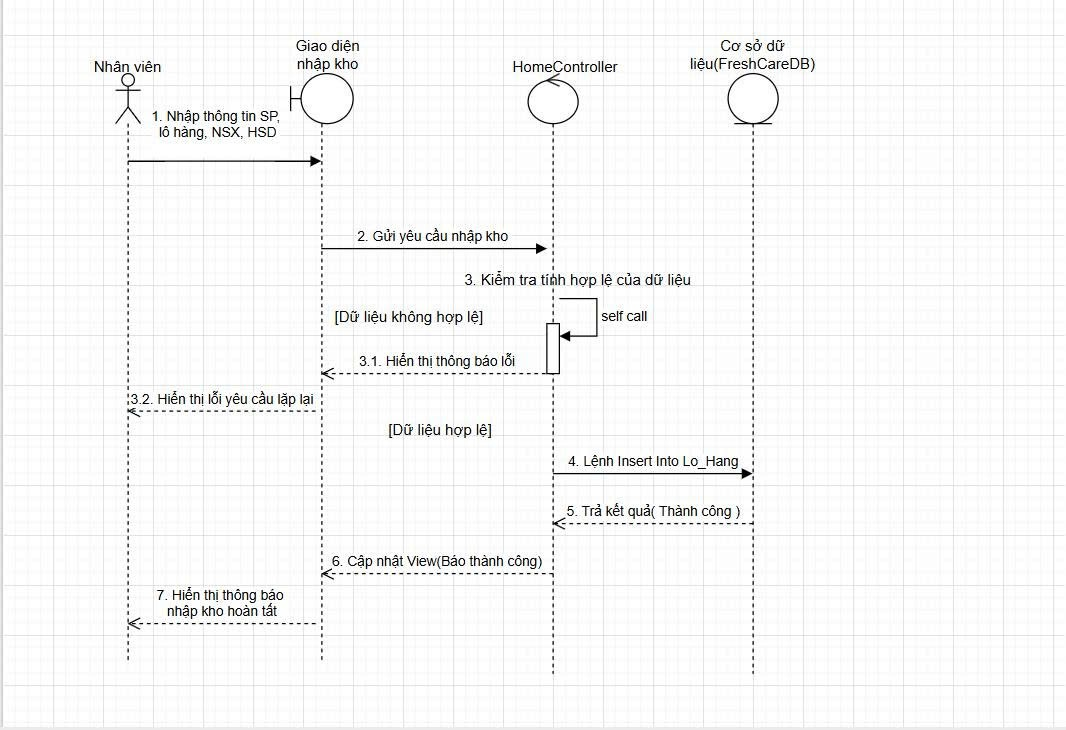 Nhân viên
Giao diện
nhập kho
HomeController
Cơ sở dữ
liệu(FreshCareDB)
1. Nhập thông tin SP,
lô hàng, NSX, HSD
2. Gửi yêu cầu nhập kho
3. Kiểm tra tính hợp lệ của dữ liệu
[Dữ liệu không hợp lệ]
self call
3.1. Hiển thị thông báo lỗi
3.2. Hiển thị lỗi yêu cầu lặp lại
[Dữ liệu hợp lệ]
4. Lệnh Insert Into Lo_Hang
5. Trả kết quả( Thành công )
6. Cập nhật View(Báo thành công)
7. Hiển thị thông báo
nhập kho hoàn tất